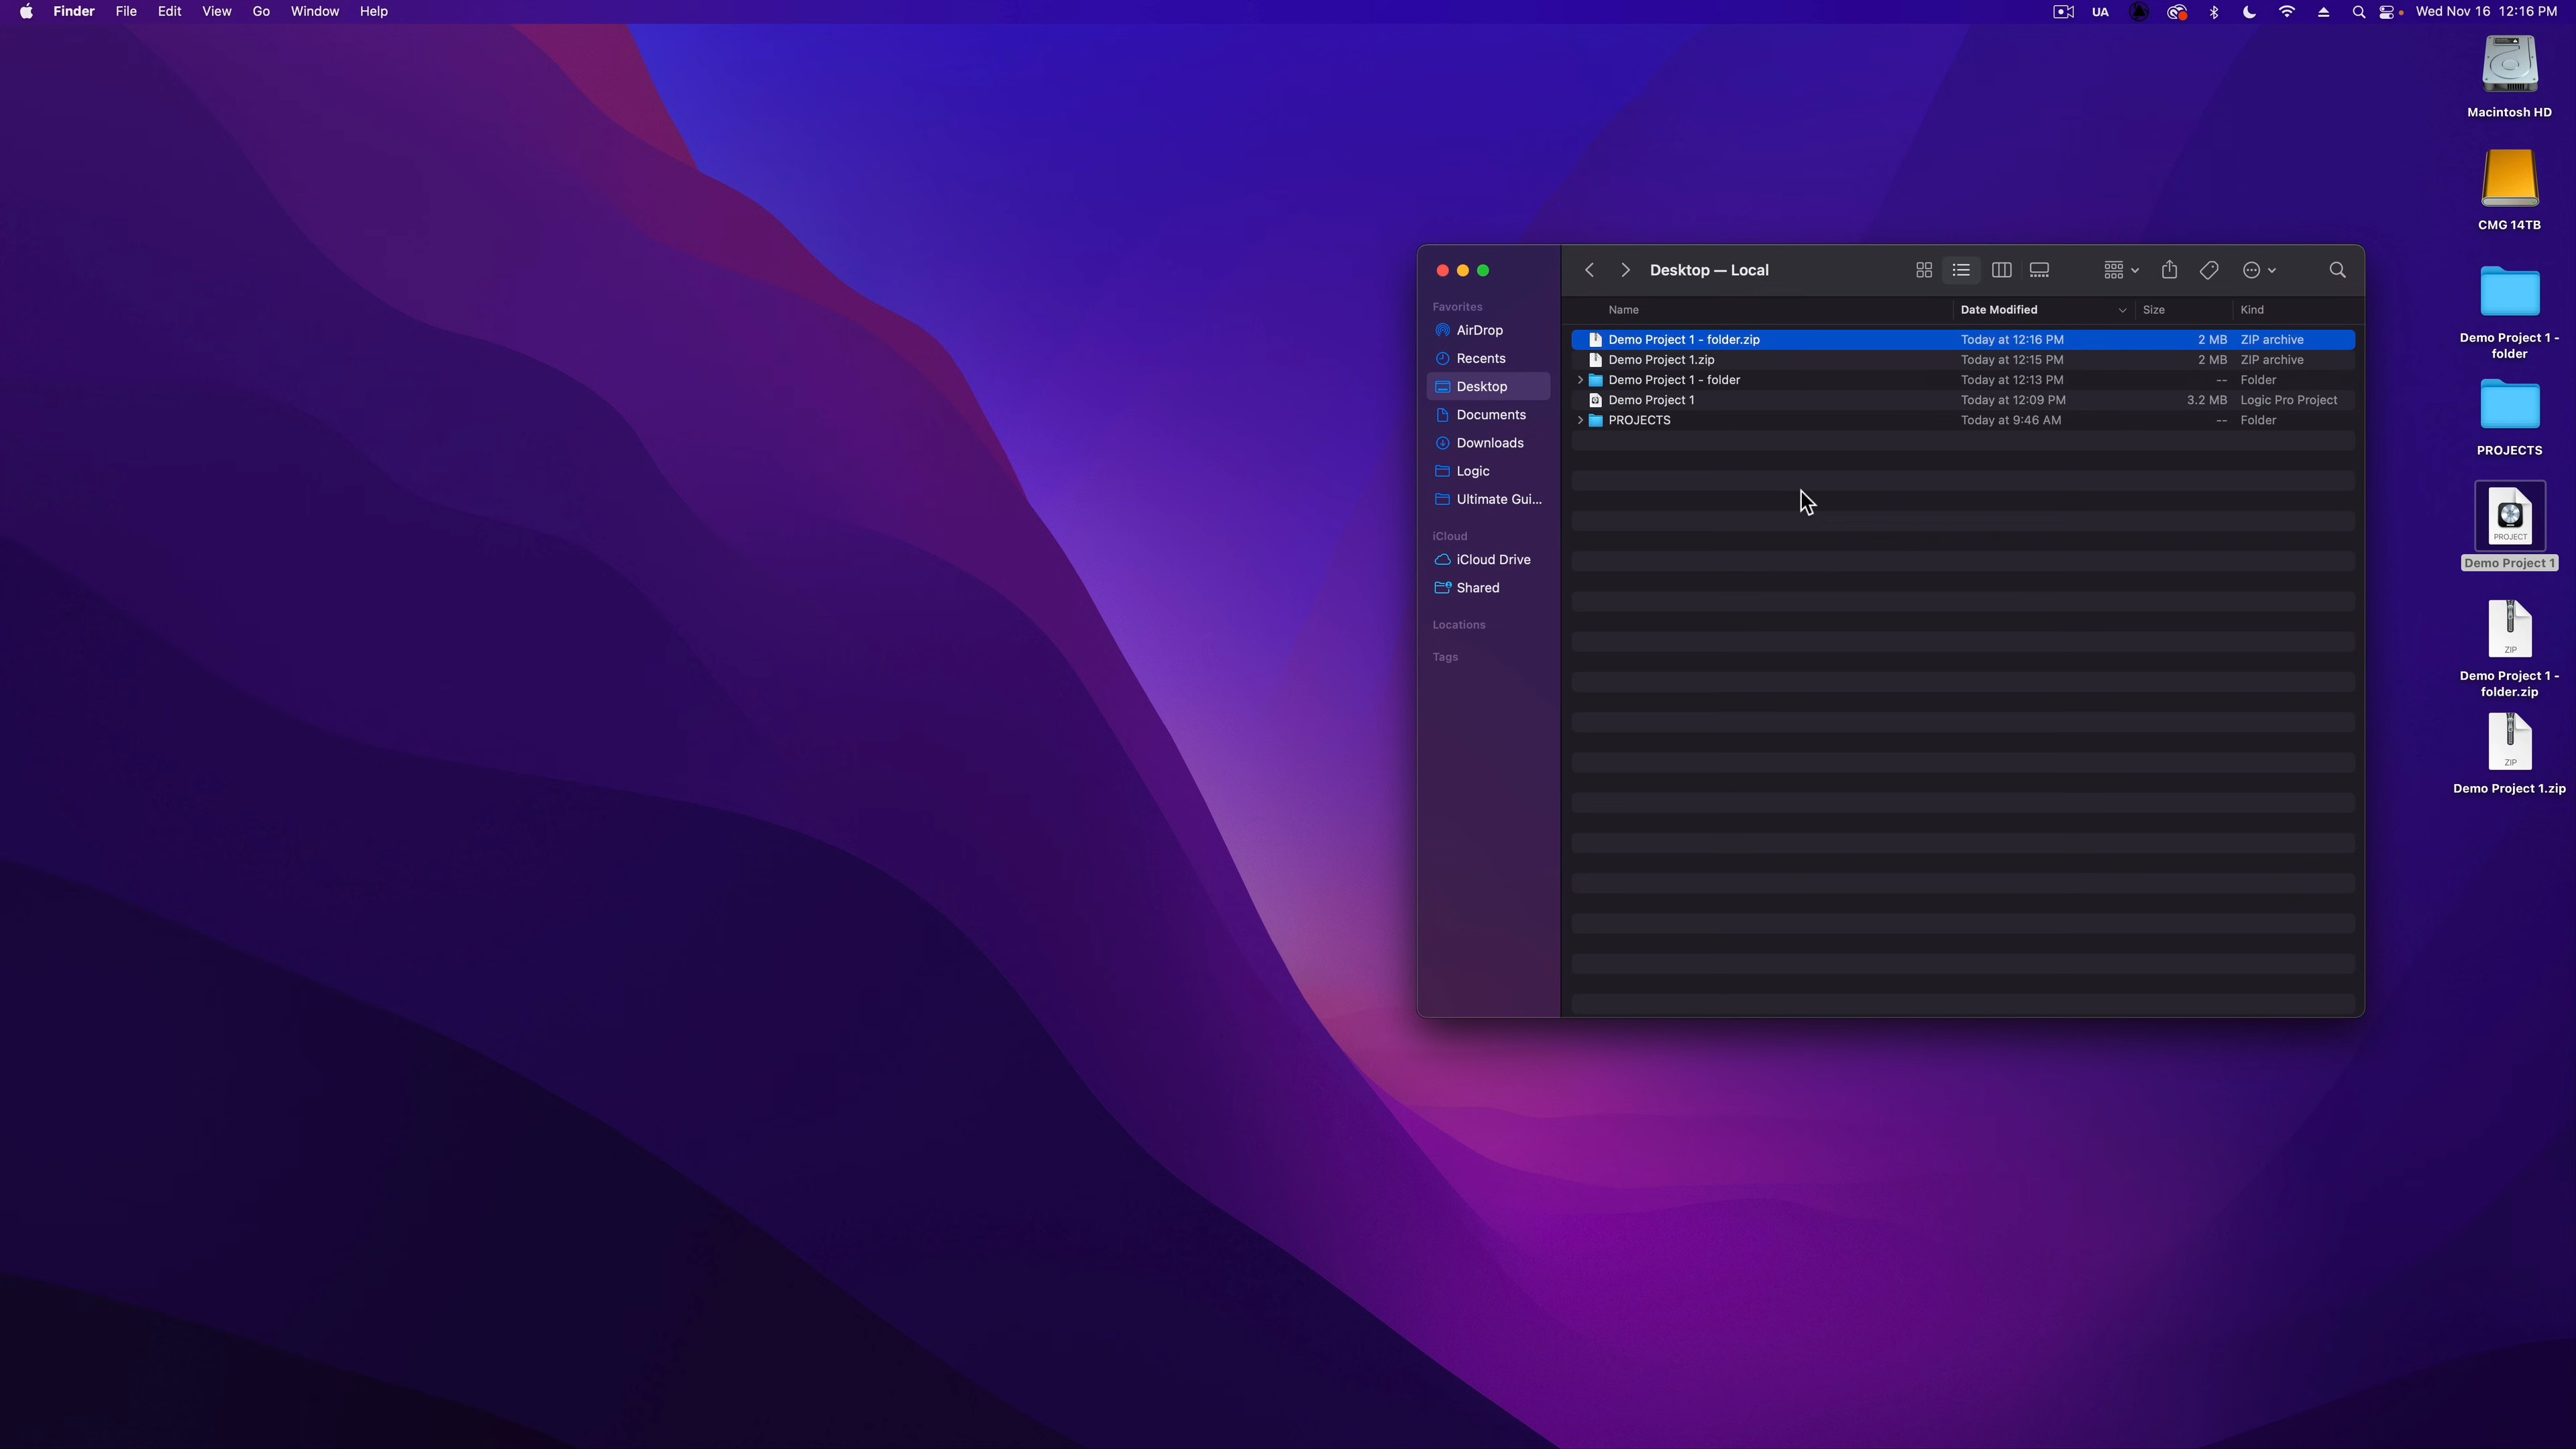 Finder File Edit View Go Window Help
UA
Wed Nov 16 12:16 PM
Macintosh HD
CMG 14TB
Demo Project 1 -
folder
PROJECTS
PROJECT
Demo Project 1
ZIP
Demo Project 1 -
folder.zip
ZIP
Demo Project 1.zip
Desktop — Local
Favorites
AirDrop
Recents
Desktop
Documents
Downloads
Logic
Ultimate Gui...
iCloud
iCloud Drive
Shared
Locations
Tags
Name Date Modified Size Kind
Demo Project 1 - folder.zip Today at 12:16 PM 2 MB ZIP archive
Demo Project 1.zip Today at 12:15 PM 2 MB ZIP archive
Demo Project 1 - folder Today at 12:13 PM -- Folder
Demo Project 1 Today at 12:09 PM 3.2 MB Logic Pro Project
PROJECTS Today at 9:46 AM -- Folder